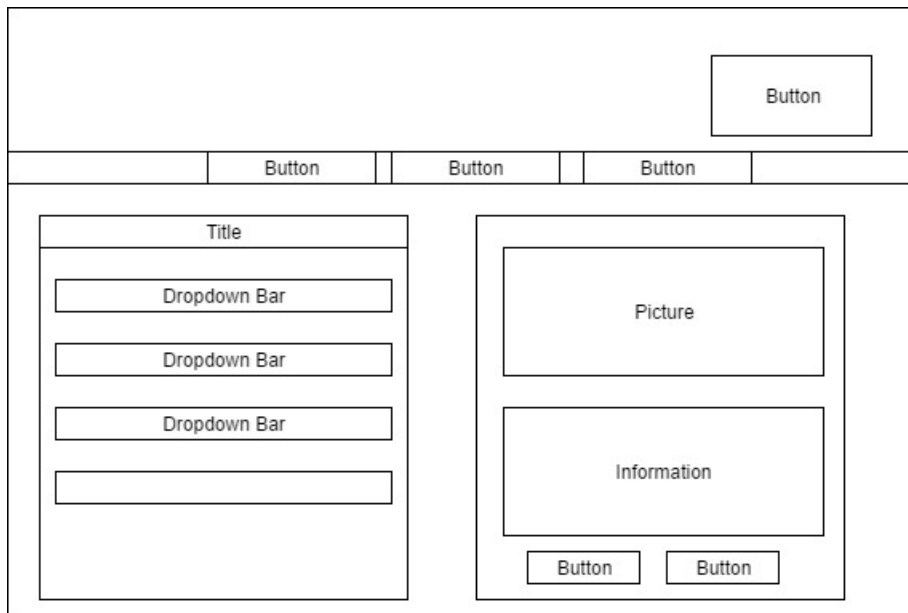 Button
Button Button Button
Title
Dropdown Bar
Dropdown Bar
Dropdown Bar
Picture
Information
Button Button